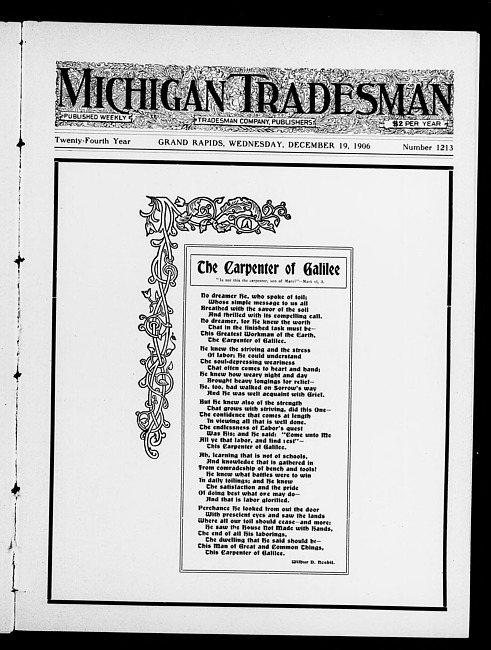 MICHIGAN TRADESMAN
PUBLISHED WEEKLY
TRADESMAN COMPANY, PUBLISHERS
$2 PER YEAR
Twenty-Fourth Year
GRAND RAPIDS, WEDNESDAY, DECEMBER 19, 1906
Number 1213
The Carpenter of Galilee
"Is not this the carpenter, son of Mary?"—Mark vi, 3.
No dreamer He, who spoke of toil;
Whose simple message to us all
Breathed with the savor of the soil
And thrilled with its compelling call.
No dreamer, for He knew the worth
That in the finished task must be—
This Greatest Workman of the Earth,
The Carpenter of Galilee.
He knew the striving and the stress
Of labor; He could understand
The soul-depressing weariness
That often comes to heart and hand;
He knew how weary night and day
Brought heavy longings for relief—
He, too, had walked on Sorrow's way
And He was well acquaint with Grief.
But He knew also of the strength
That grows with striving, did this One—
The confidence that comes at length
In viewing all that is well done.
The endlessness of Labor's quest
Was His; and He said: "Come unto Me
All ye that labor, and find rest"—
This Carpenter of Galilee.
Ah, learning that is not of schools,
And knowledge that is gathered in
From comradeship of bench and tools!
He knew what battles were to win
In daily toilings; and He knew
The satisfaction and the pride
Of doing best what one may do—
And that is labor glorified.
Perchance He looked from out the door
With prescient eyes and saw the lands
Where all our toil should cease—and more:
He saw the House Not Made with Hands,
The end of all His laborings,
The dwelling that He said should be—
This Man of Great and Common Things,
This Carpenter of Galilee.
Wilbur D. Nesbit.